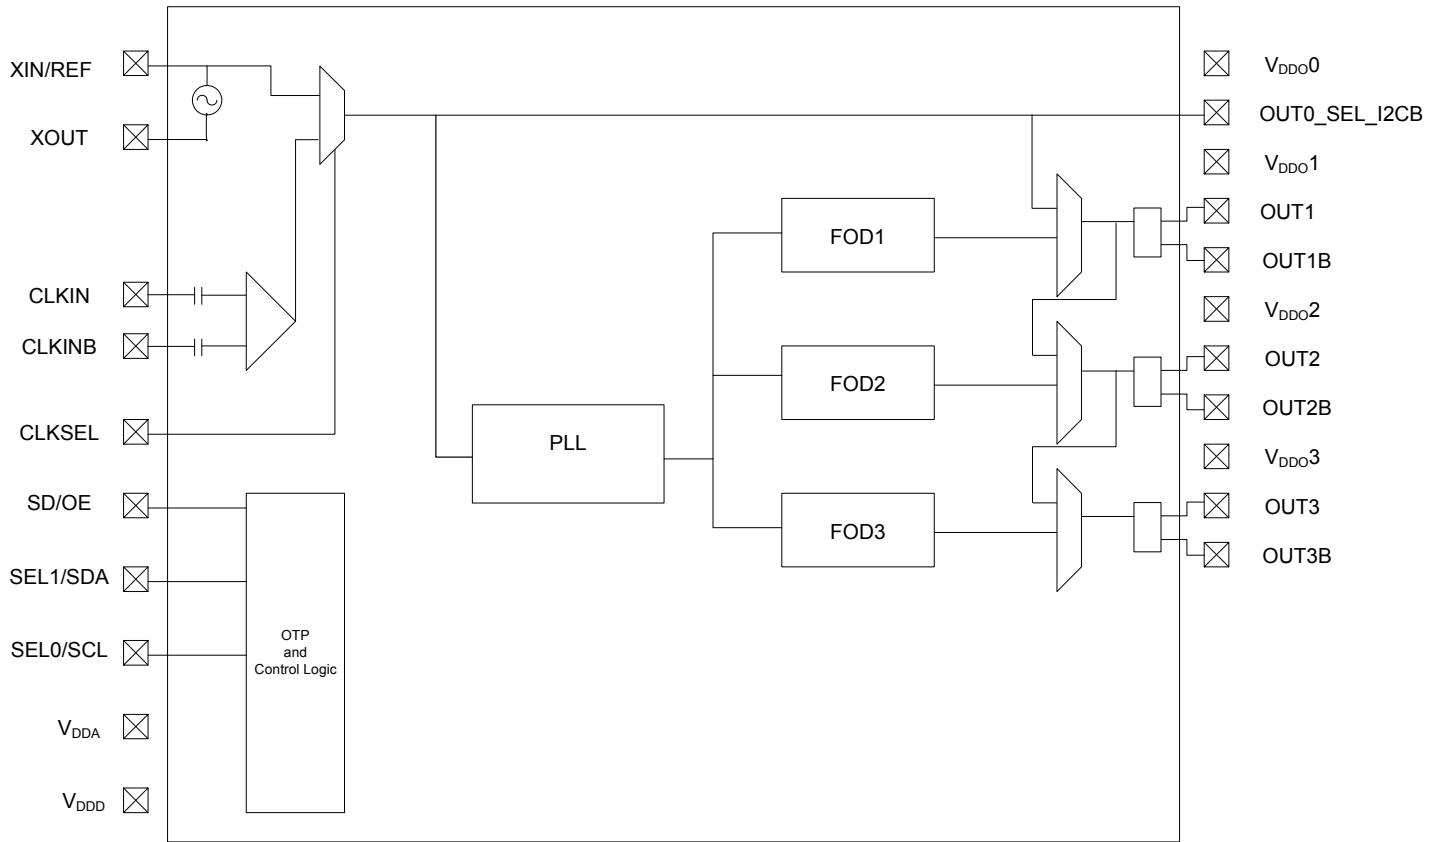 XIN/REF
XOUT
CLKIN
CLKINB
CLKSEL
SD/OE
SEL1/SDA
SEL0/SCL
VDDA
VDDD
OTP
and
Control Logic
PLL
FOD1
FOD2
FOD3
VDDO0
OUT0_SEL_I2CB
VDDO1
OUT1
OUT1B
VDDO2
OUT2
OUT2B
VDDO3
OUT3
OUT3B